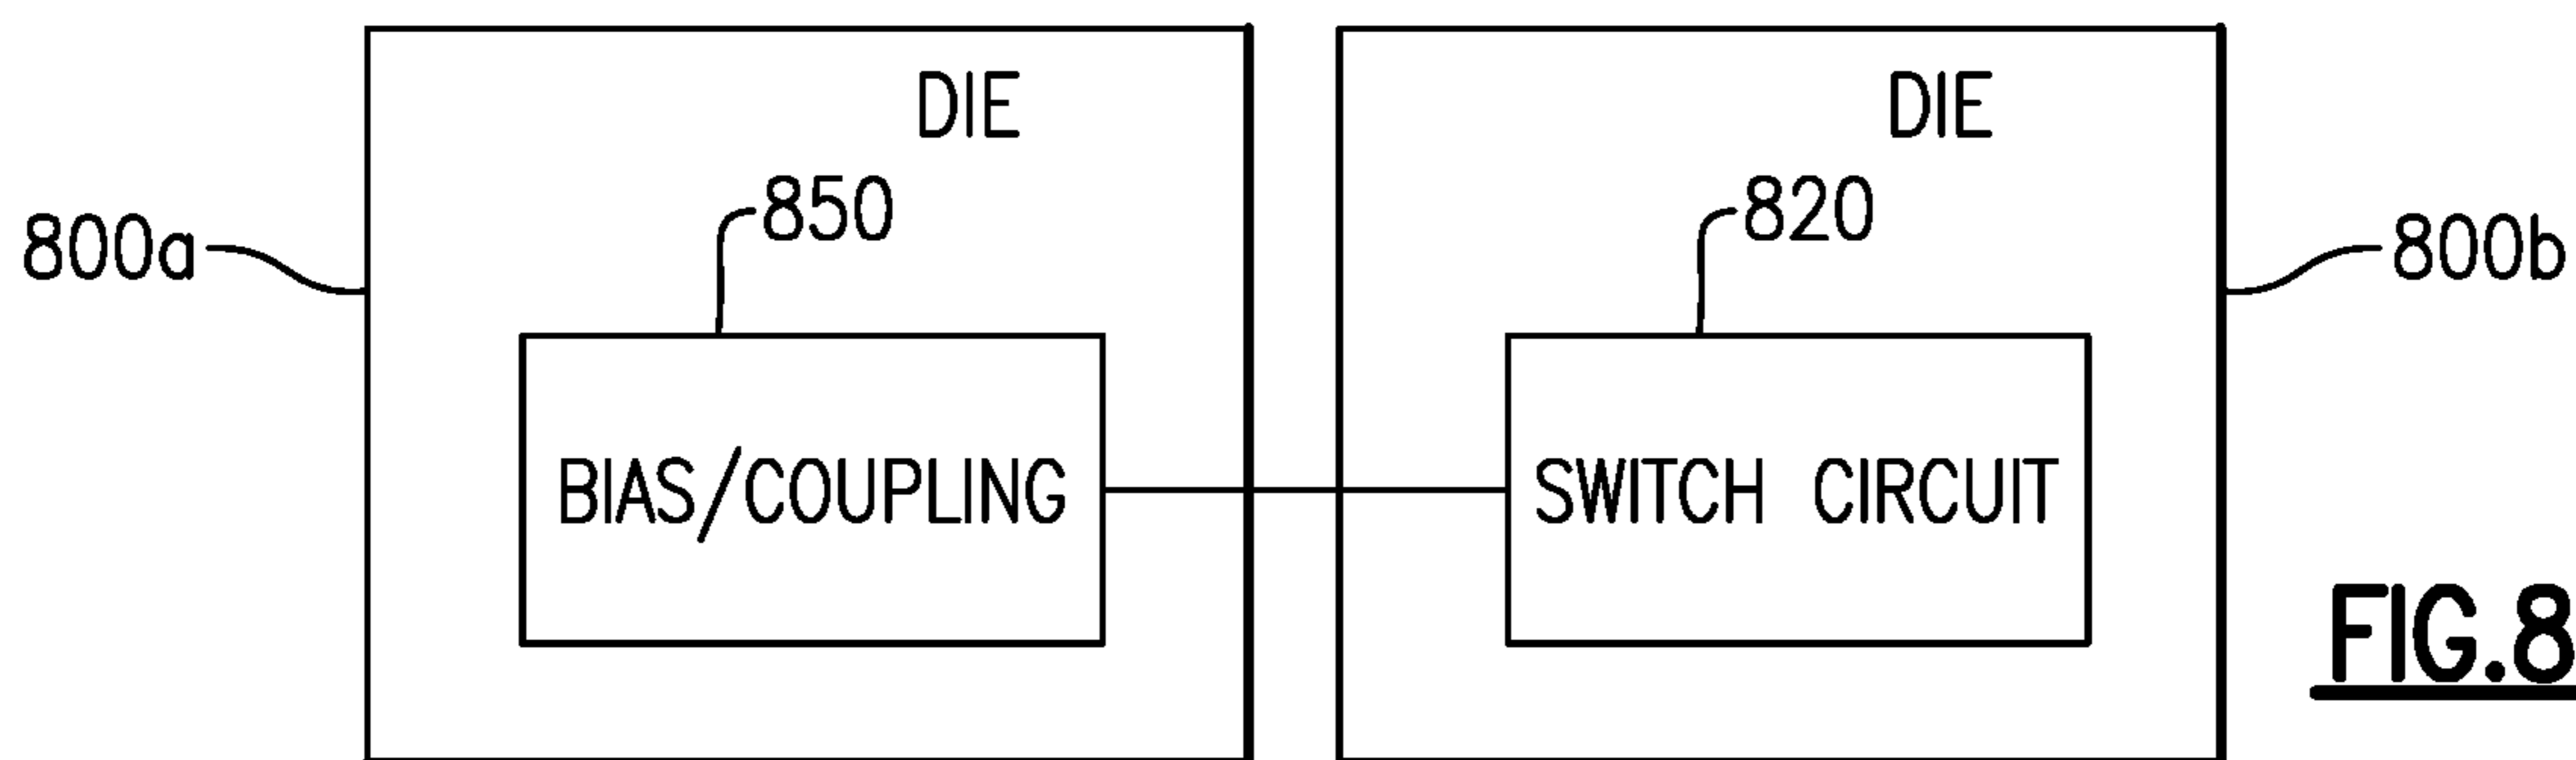 DIE
DIE
850
820
800a
800b
BIAS/COUPLING
SWITCH CIRCUIT
FIG.8